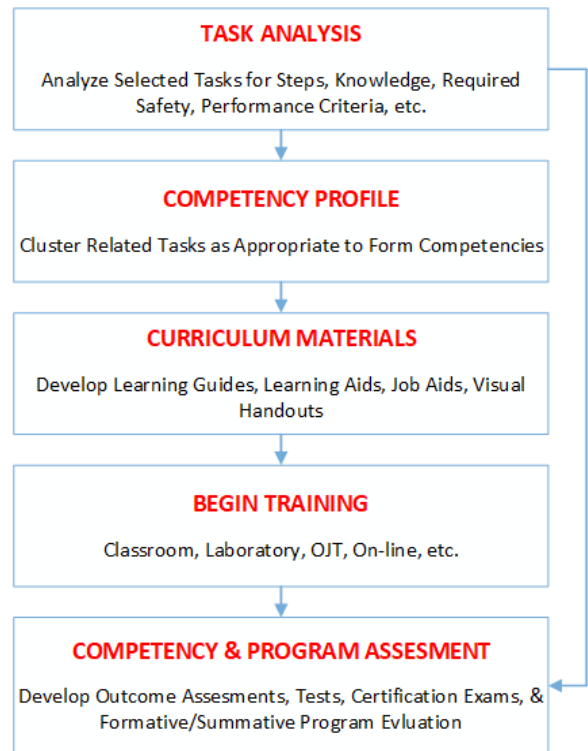 TASK ANALYSIS
Analyze Selected Tasks for Steps, Knowledge, Required
Safety, Performance Criteria, etc.
COMPETENCY PROFILE
Cluster Related Tasks as Appropriate to Form Competencies
CURRICULUM MATERIALS
Develop Learning Guides, Learning Aids, Job Aids, Visual
Handouts
BEGIN TRAINING
Classroom, Laboratory, OJT, On-line, etc.
COMPETENCY & PROGRAM ASSESMENT
Develop Outcome Assesments, Tests, Certification Exams, &
Formative/Summative Program Evluation